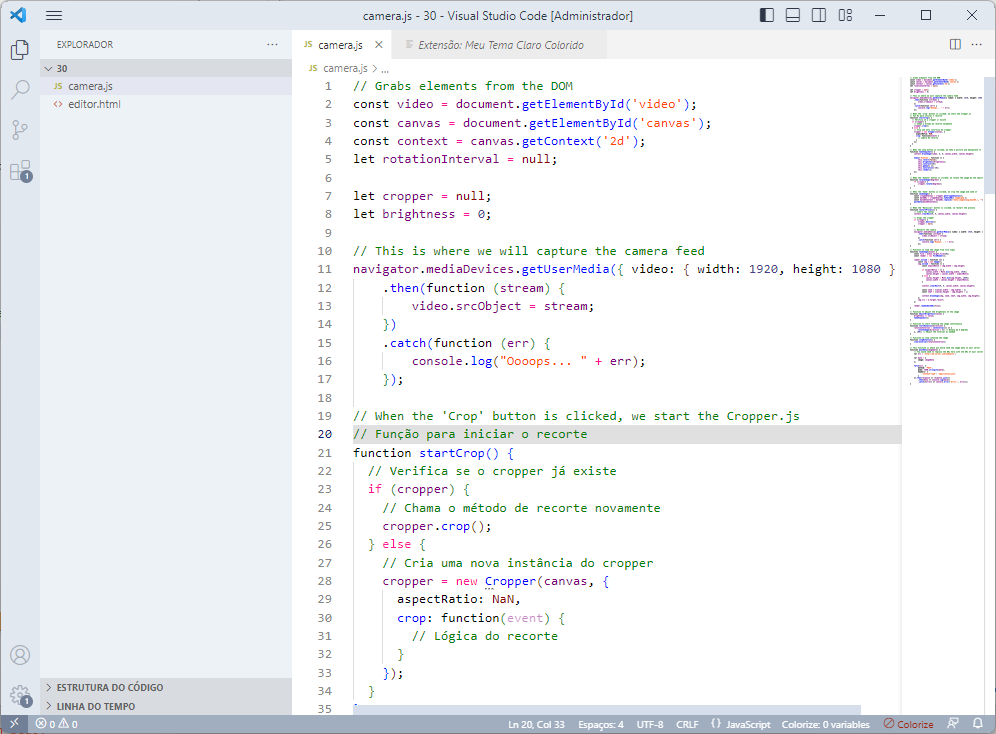 camera.js - 30 - Visual Studio Code [Administrador]
EXPLORADOR
30
JS camera.js
<> editor.html
JS camera.js
Extensão: Meu Tema Claro Colorido
JS camera.js > ...
1 // Grabs elements from the DOM
2 const video = document.getElementById('video');
3 const canvas = document.getElementById('canvas');
4 const context = canvas.getContext('2d');
5 let rotationInterval = null;
6
7 let cropper = null;
8 let brightness = 0;
9
10 // This is where we will capture the camera feed
11 navigator.mediaDevices.getUserMedia({ video: { width: 1920, height: 1080 }
12 .then(function (stream) {
13 video.srcObject = stream;
14 })
15 .catch(function (err) {
16 console.log("Oooops... " + err);
17 });
18
19 // When the 'Crop' button is clicked, we start the Cropper.js
20 // Função para iniciar o recorte
21 function startCrop() {
22 // Verifica se o cropper já existe
23 if (cropper) {
24 // Chama o método de recorte novamente
25 cropper.crop();
26 } else {
27 // Cria uma nova instância do cropper
28 cropper = new Cropper(canvas, {
29 aspectRatio: NaN,
30 crop: function(event) {
31 // Lógica do recorte
32 }
33 });
34 }
35
1
ESTRUTURA DO CÓDIGO
LINHA DO TEMPO
1
0 0
Ln 20, Col 33
Espaços: 4
UTF-8
CRLF
{} JavaScript
Colorize: 0 variables
Colorize